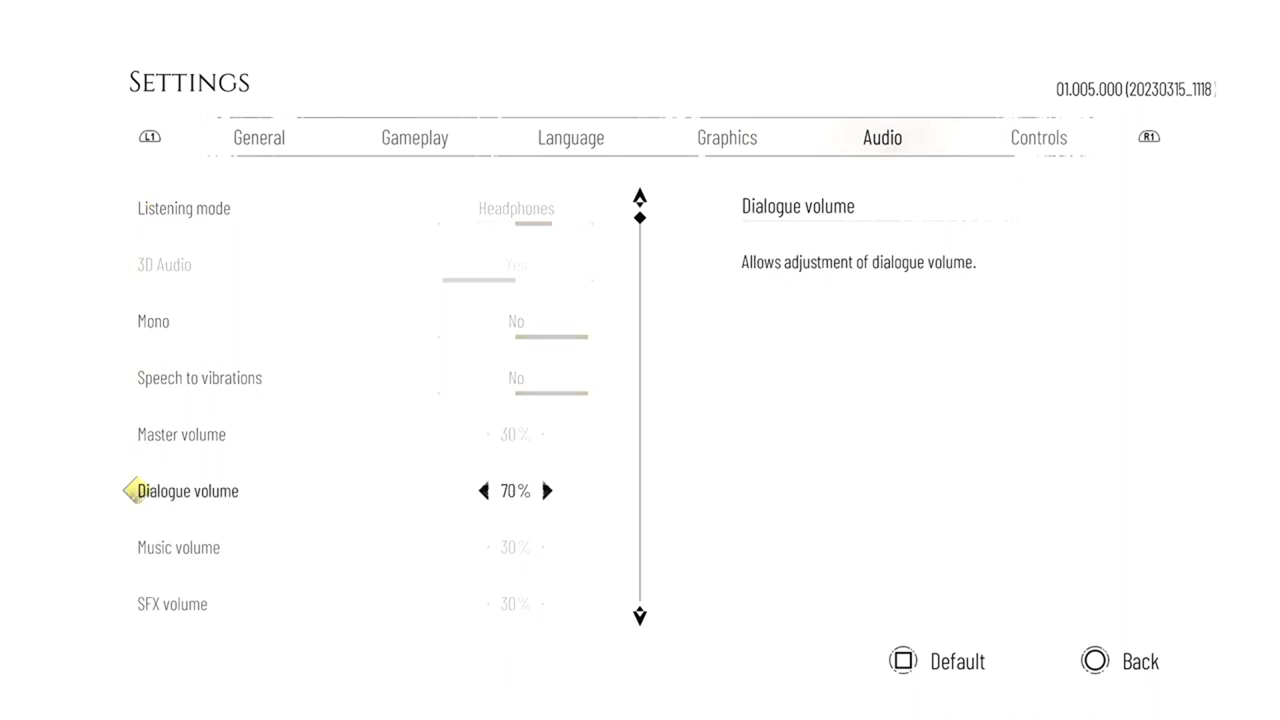 SETTINGS
01.005.000 (20230315_1118)
L1 General Gameplay Language Graphics Audio Controls R1
Listening mode Headphones
3D Audio Yes
Mono No
Speech to vibrations No
Master volume 30%
Dialogue volume 70%
Music volume 30%
SFX volume 30%
Dialogue volume
Allows adjustment of dialogue volume.
Default Back